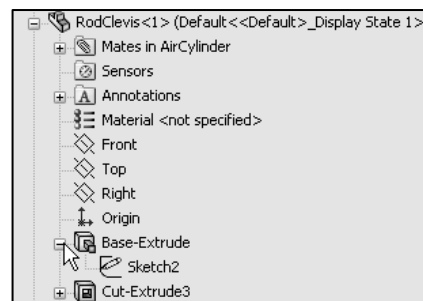 RodClevis<1> (Default<<Default>_Display State 1>
Mates in AirCylinder
Sensors
Annotations
Material <not specified>
Front
Top
Right
Origin
Base-Extrude
Sketch2
Cut-Extrude3